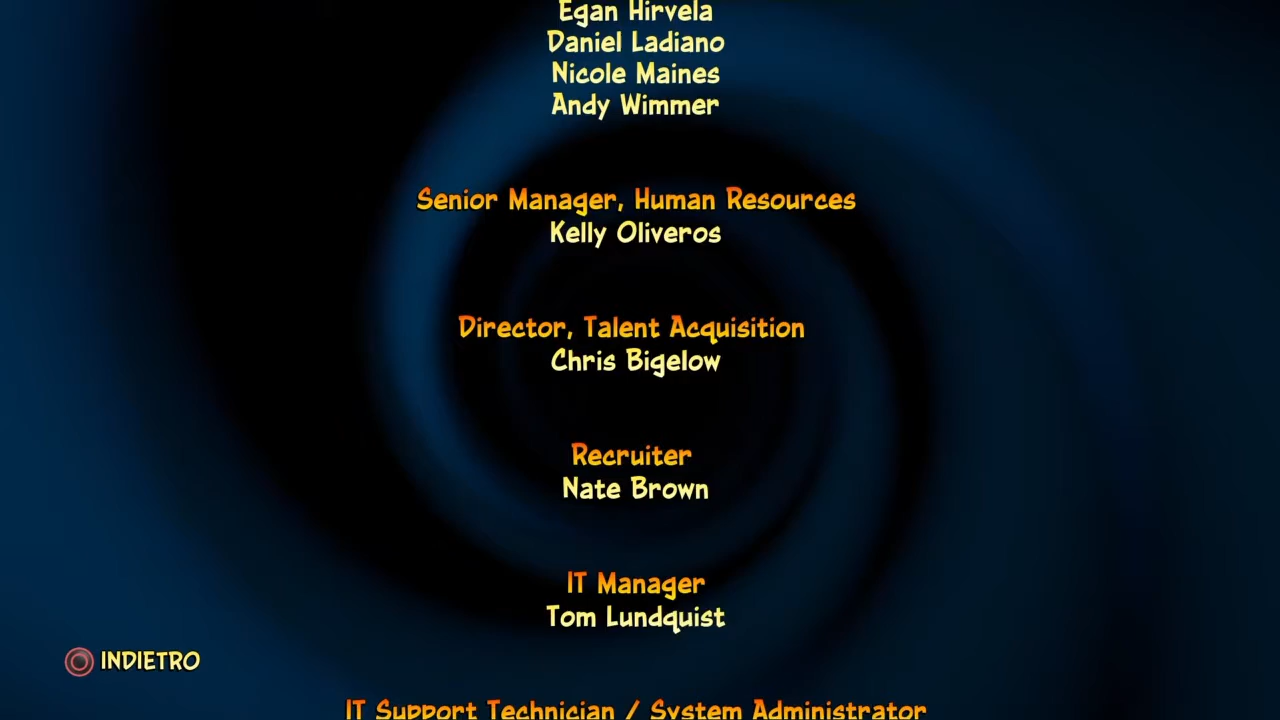 Egan Hirvela
Daniel Ladiano
Nicole Maines
Andy Wimmer
Senior Manager, Human Resources
Kelly Oliveros
Director, Talent Acquisition
Chris Bigelow
Recruiter
Nate Brown
IT Manager
Tom Lundquist
INDIETRO
IT Support Technician / System Administrator